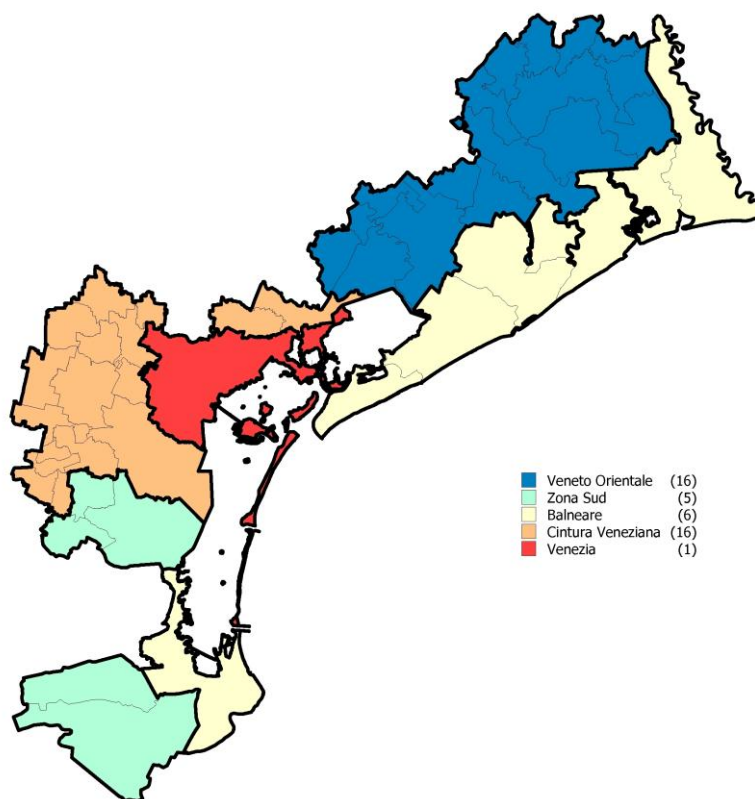 Veneto Orientale (16)
Zona Sud (5)
Balneare (6)
Cintura Veneziana (16)
Venezia (1)